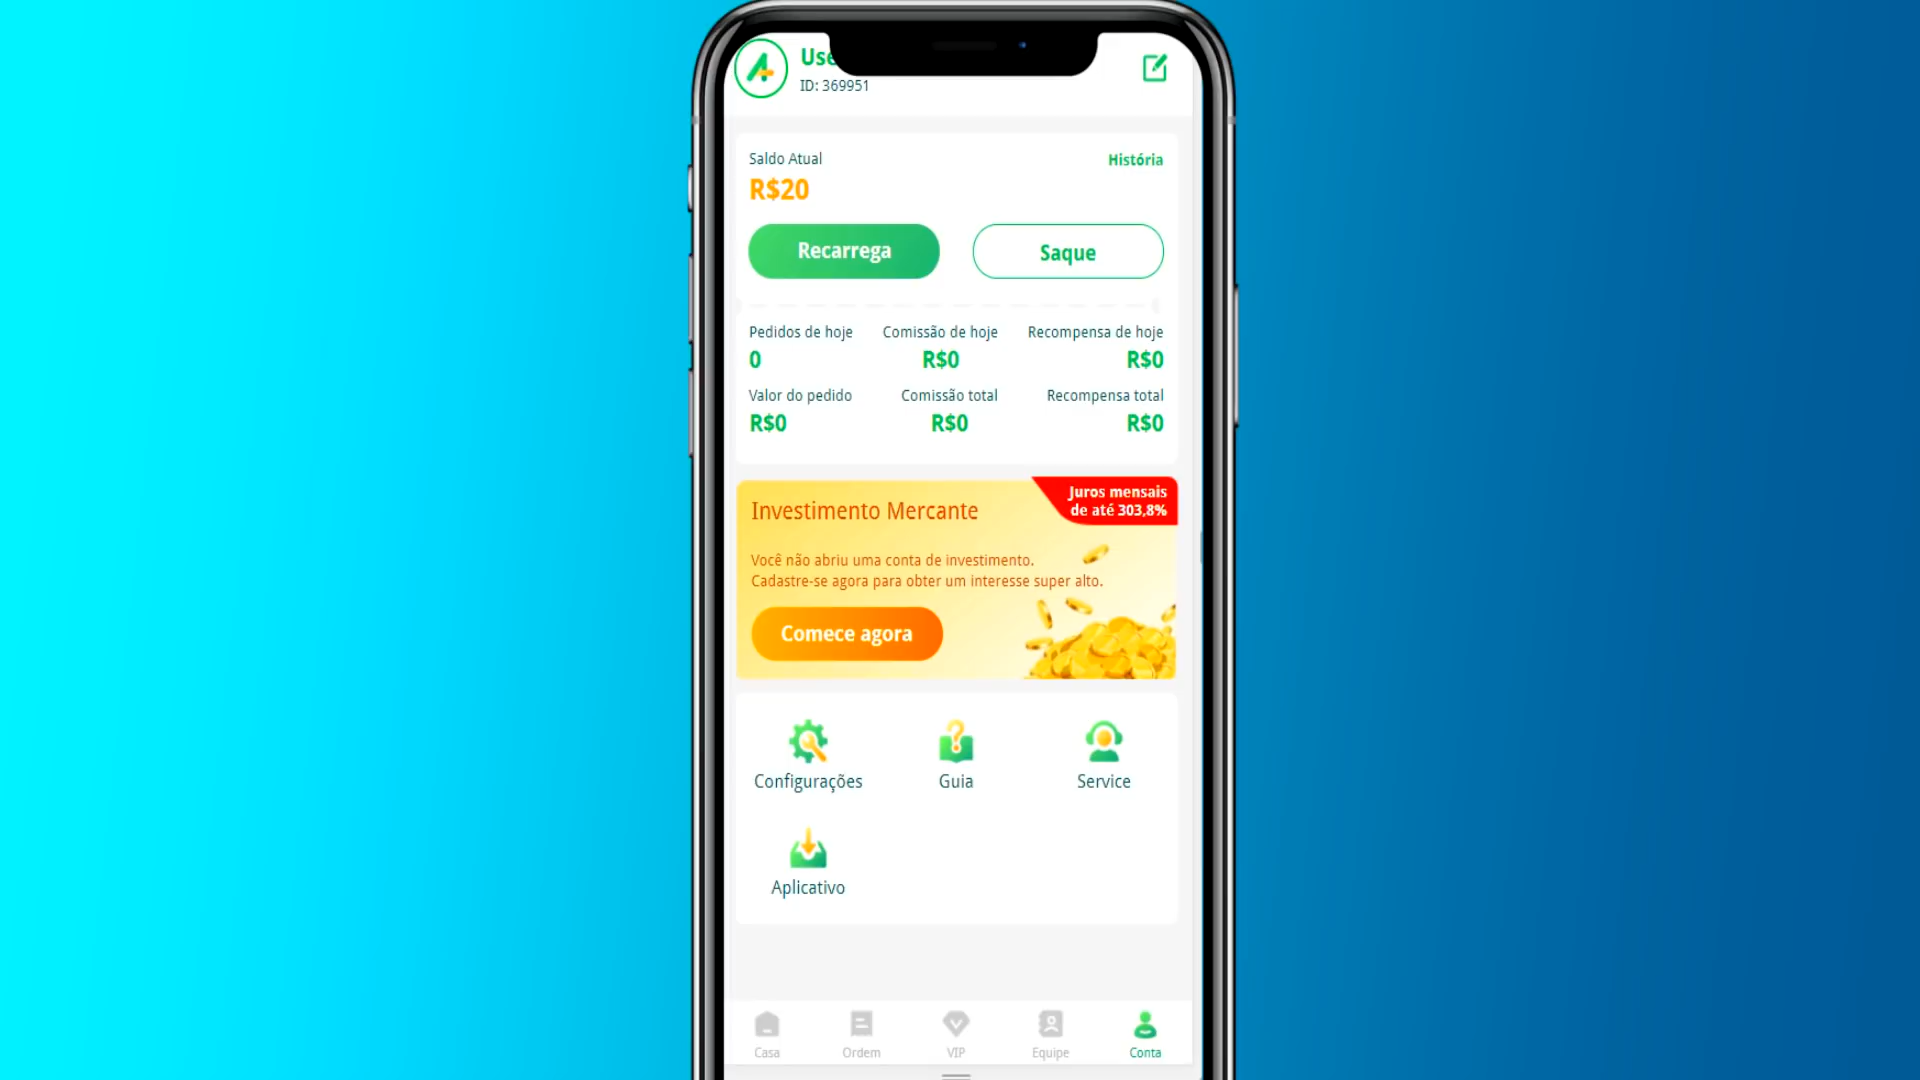 Use
ID: 369951
Saldo Atual
História
R$20
Recarrega
Saque
Pedidos de hoje
Comissão de hoje
Recompensa de hoje
0
R$0
R$0
Valor do pedido
Comissão total
Recompensa total
R$0
R$0
R$0
Juros mensais
de até 303,8%
Investimento Mercante
Você não abriu uma conta de investimento.
Cadastre-se agora para obter um interesse super alto.
Comece agora
Configurações
Guia
Service
Aplicativo
Casa
Ordem
VIP
Equipe
Conta